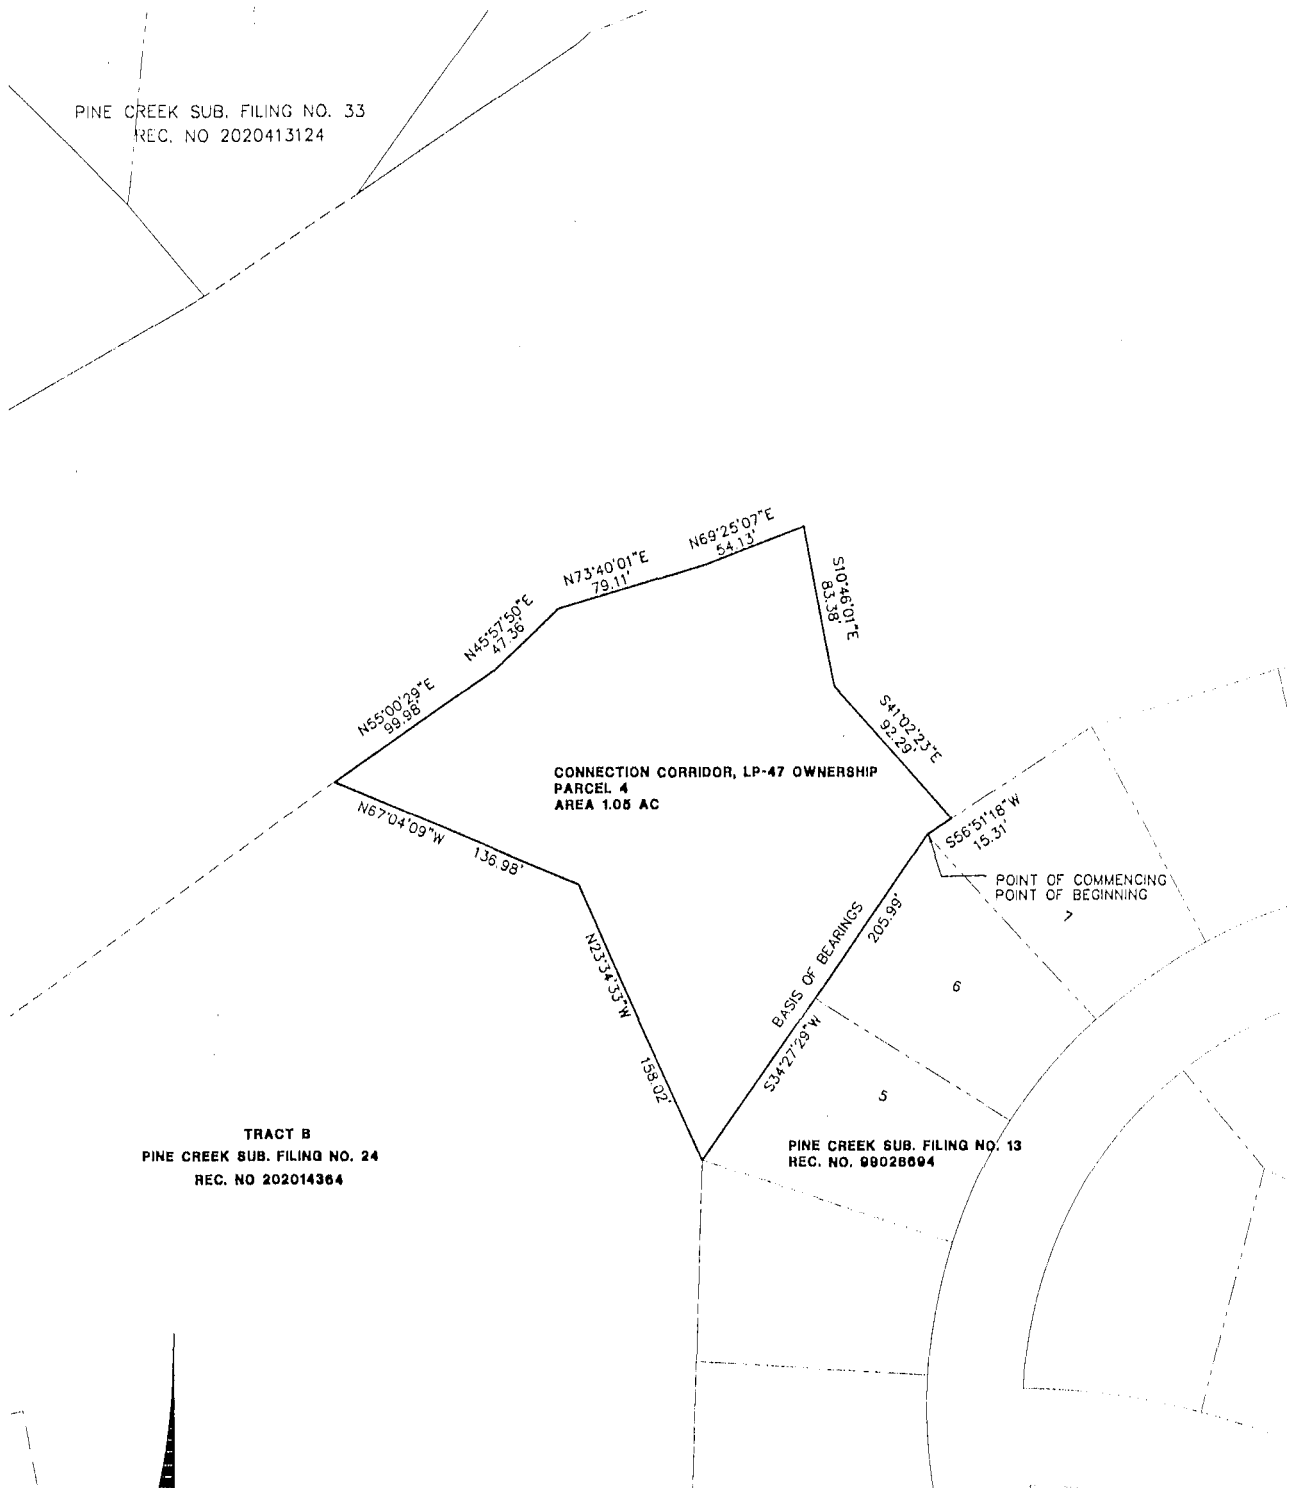 PINE CREEK SUB. FILING NO. 33
REC. NO 2020413124
N69°25'07"E
54.13'
N73°40'01"E
79.11'
S10°46'01"E
83.38'
N45°57'50"E
47.36'
N55°00'29"E
99.98'
S41°02'23"E
92.29'
CONNECTION CORRIDOR, LP-47 OWNERSHIP
PARCEL 4
AREA 1.05 AC
N67°04'09"W
136.98'
S56°51'18"W
15.31'
POINT OF COMMENCING
POINT OF BEGINNING
7
BASIS OF BEARINGS
205.99'
S34°27'29"W
N23°34'33"W
158.02'
6
5
TRACT B
PINE CREEK SUB. FILING NO. 24
REC. NO 202014364
PINE CREEK SUB. FILING NO. 13
REC. NO. 98028694